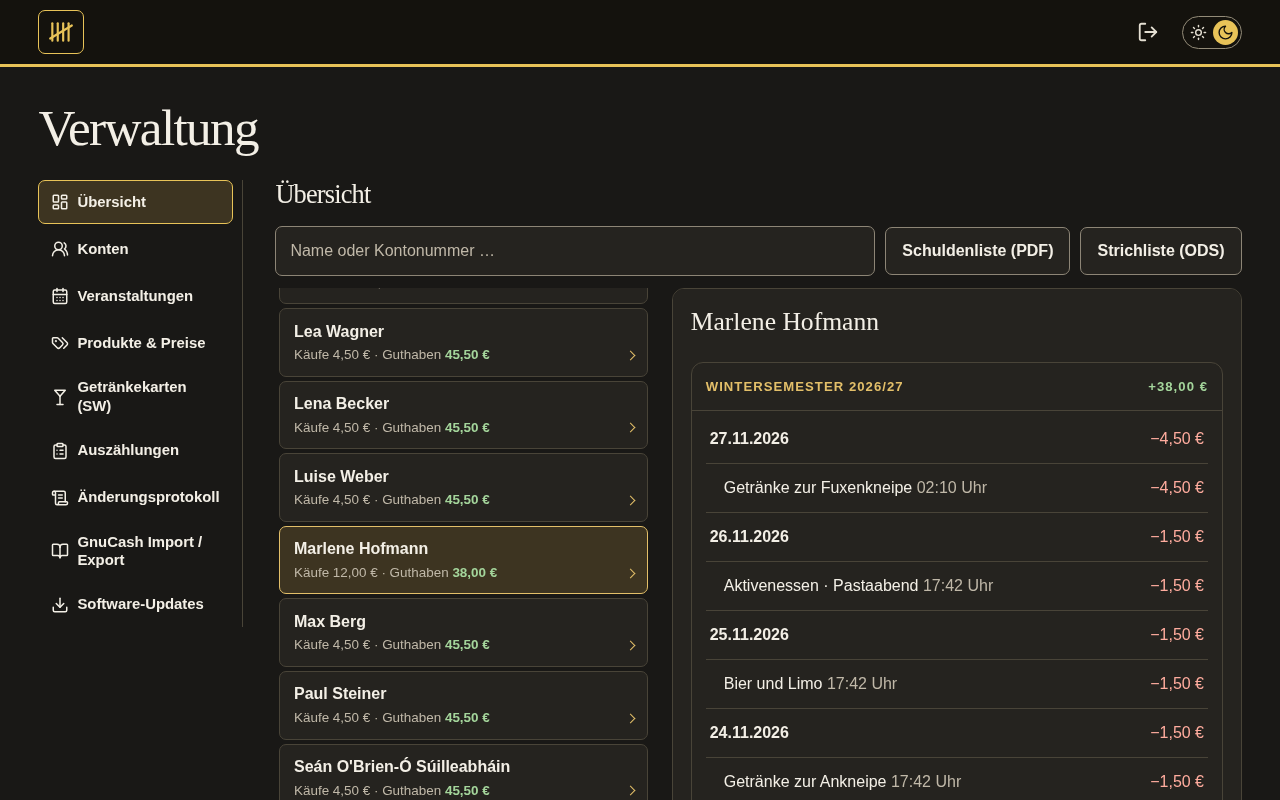 Verwaltung
Übersicht
Konten
Veranstaltungen
Produkte & Preise
Getränkekarten
(SW)
Auszählungen
Änderungsprotokoll
GnuCash Import /
Export
Software-Updates
Übersicht
Name oder Kontonummer …
Schuldenliste (PDF)
Strichliste (ODS)
Lea Wagner
Käufe 4,50 € · Guthaben 45,50 €
Lena Becker
Käufe 4,50 € · Guthaben 45,50 €
Luise Weber
Käufe 4,50 € · Guthaben 45,50 €
Marlene Hofmann
Käufe 12,00 € · Guthaben 38,00 €
Max Berg
Käufe 4,50 € · Guthaben 45,50 €
Paul Steiner
Käufe 4,50 € · Guthaben 45,50 €
Seán O'Brien-Ó Súilleabháin
Käufe 4,50 € · Guthaben 45,50 €
Marlene Hofmann
WINTERSEMESTER 2026/27 +38,00 €
27.11.2026 −4,50 €
Getränke zur Fuxenkneipe 02:10 Uhr −4,50 €
26.11.2026 −1,50 €
Aktivenessen · Pastaabend 17:42 Uhr −1,50 €
25.11.2026 −1,50 €
Bier und Limo 17:42 Uhr −1,50 €
24.11.2026 −1,50 €
Getränke zur Ankneipe 17:42 Uhr −1,50 €